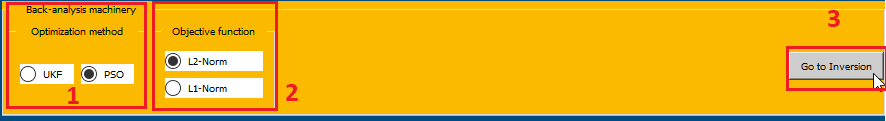 Back-analysis machinery
Optimization method
Objective function
3
L2-Norm
UKF
PSO
Go to Inversion
L1-Norm
1
2